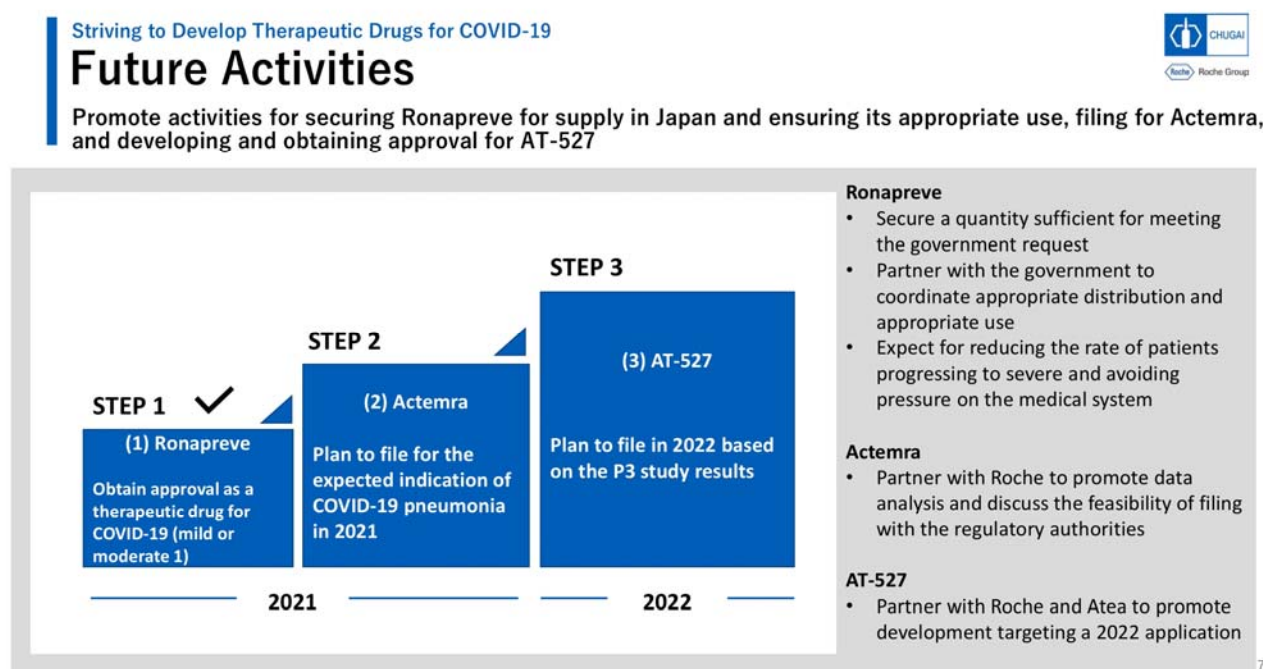 Striving to Develop Therapeutic Drugs for COVID-19
Future Activities
CHUGAI
Roche Roche Group
Promote activities for securing Ronapreve for supply in Japan and ensuring its appropriate use, filing for Actemra,
and developing and obtaining approval for AT-527
STEP 1
(1) Ronapreve
Obtain approval as a
therapeutic drug for
COVID-19 (mild or
moderate 1)
STEP 2
(2) Actemra
Plan to file for the
expected indication of
COVID-19 pneumonia
in 2021
STEP 3
(3) AT-527
Plan to file in 2022 based
on the P3 study results
2021
2022
Ronapreve
• Secure a quantity sufficient for meeting
the government request
• Partner with the government to
coordinate appropriate distribution and
appropriate use
• Expect for reducing the rate of patients
progressing to severe and avoiding
pressure on the medical system
Actemra
• Partner with Roche to promote data
analysis and discuss the feasibility of filing
with the regulatory authorities
AT-527
• Partner with Roche and Atea to promote
development targeting a 2022 application
7